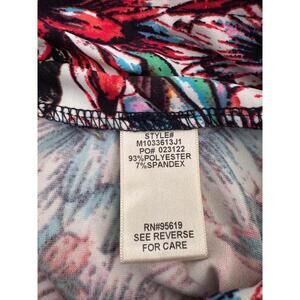 STYLE#
M1033613J1
PO# 023122
93%POLYESTER
7%SPANDEX
RN#95619
SEE REVERSE
FOR CARE